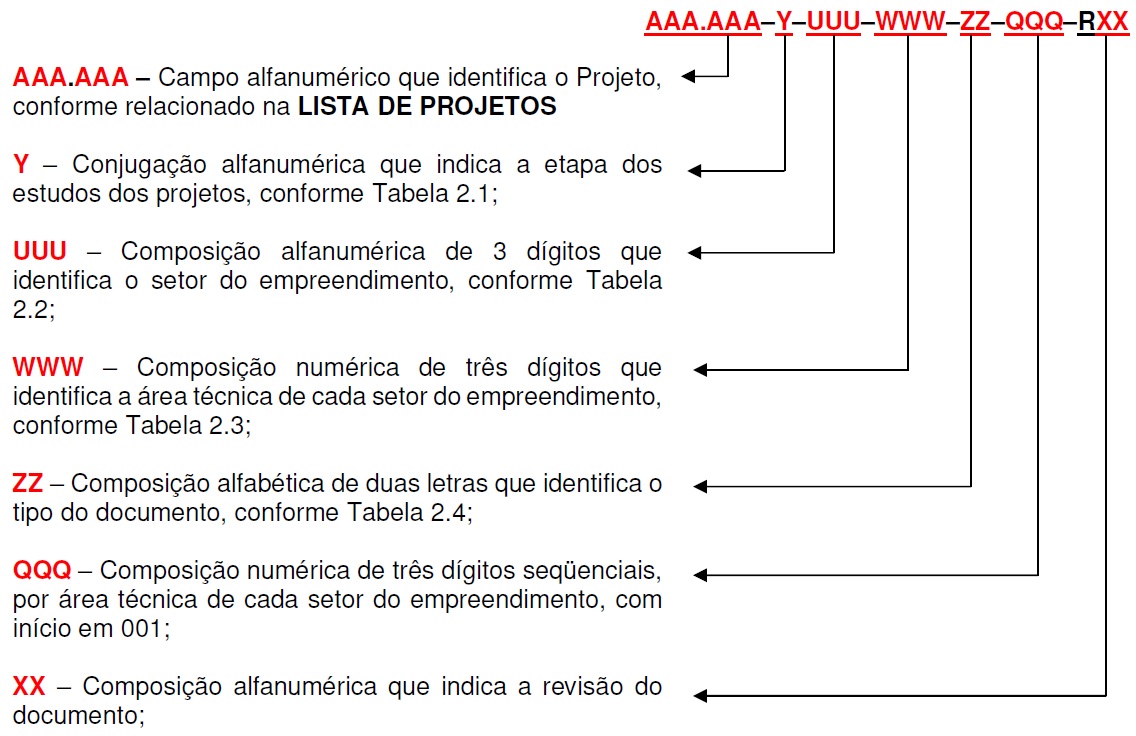 AAA.AAA–Y–UUU–WWW–ZZ–QQQ–RXX
AAA.AAA – Campo alfanumérico que identifica o Projeto,
conforme relacionado na LISTA DE PROJETOS
Y – Conjugação alfanumérica que indica a etapa dos
estudos dos projetos, conforme Tabela 2.1;
UUU – Composição alfanumérica de 3 dígitos que
identifica o setor do empreendimento, conforme Tabela
2.2;
WWW – Composição numérica de três dígitos que
identifica a área técnica de cada setor do empreendimento,
conforme Tabela 2.3;
ZZ – Composição alfabética de duas letras que identifica o
tipo do documento, conforme Tabela 2.4;
QQQ – Composição numérica de três dígitos seqüenciais,
por área técnica de cada setor do empreendimento, com
início em 001;
XX – Composição alfanumérica que indica a revisão do
documento;